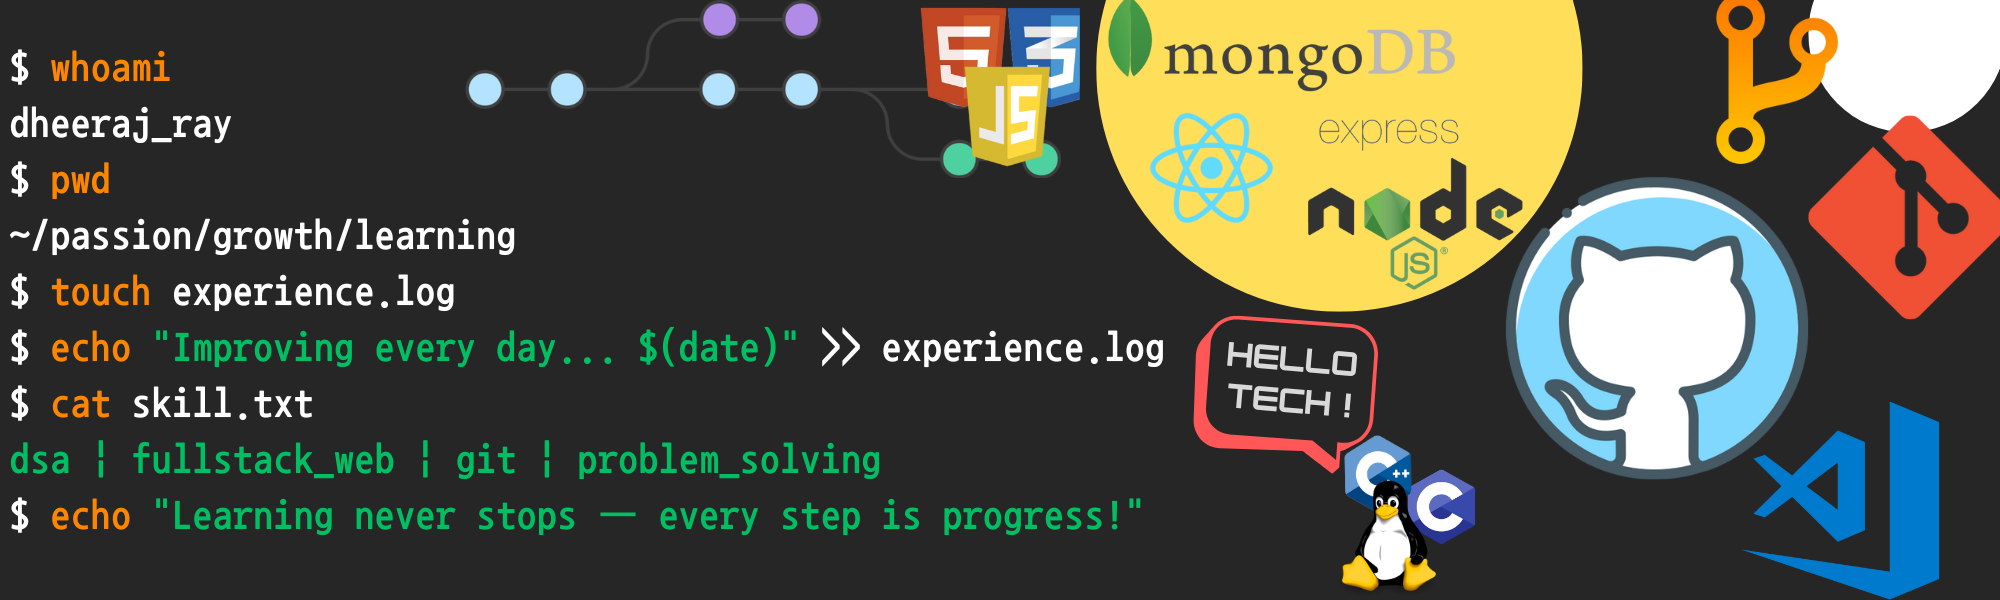 $ whoami
dheeraj_ray
$ pwd
~/passion/growth/learning
$ touch experience.log
$ echo "Improving every day... $(date)" >> experience.log
$ cat skill.txt
dsa ¦ fullstack_web ¦ git ¦ problem_solving
$ echo "Learning never stops — every step is progress!"
5
3
JS
mongoDB
express
node
JS®
HELLO
TECH !
C++
C